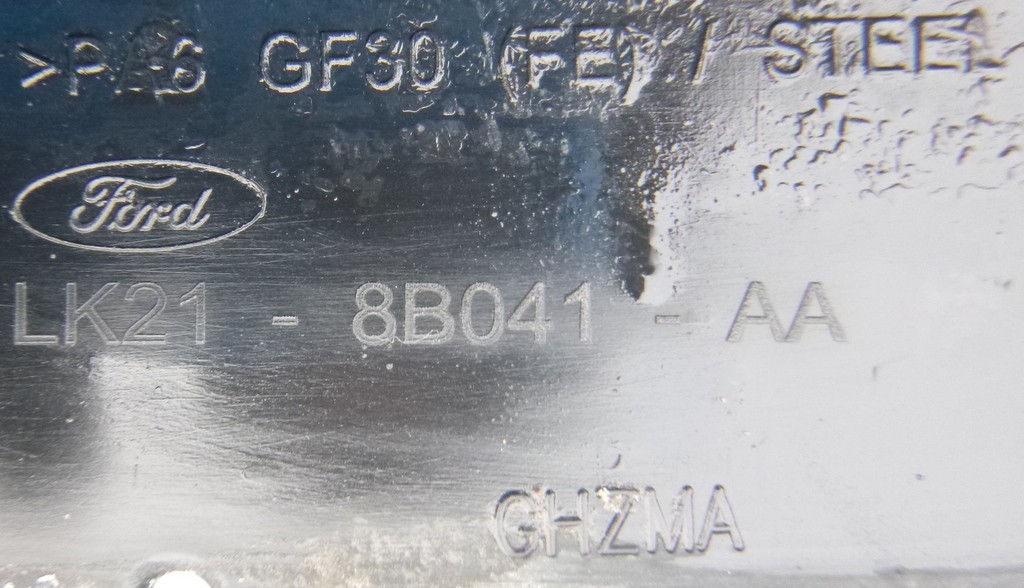 >PA6 GF30 (FE) / STEEL
Ford
LK21 - 8B041 - AA
GHZMA